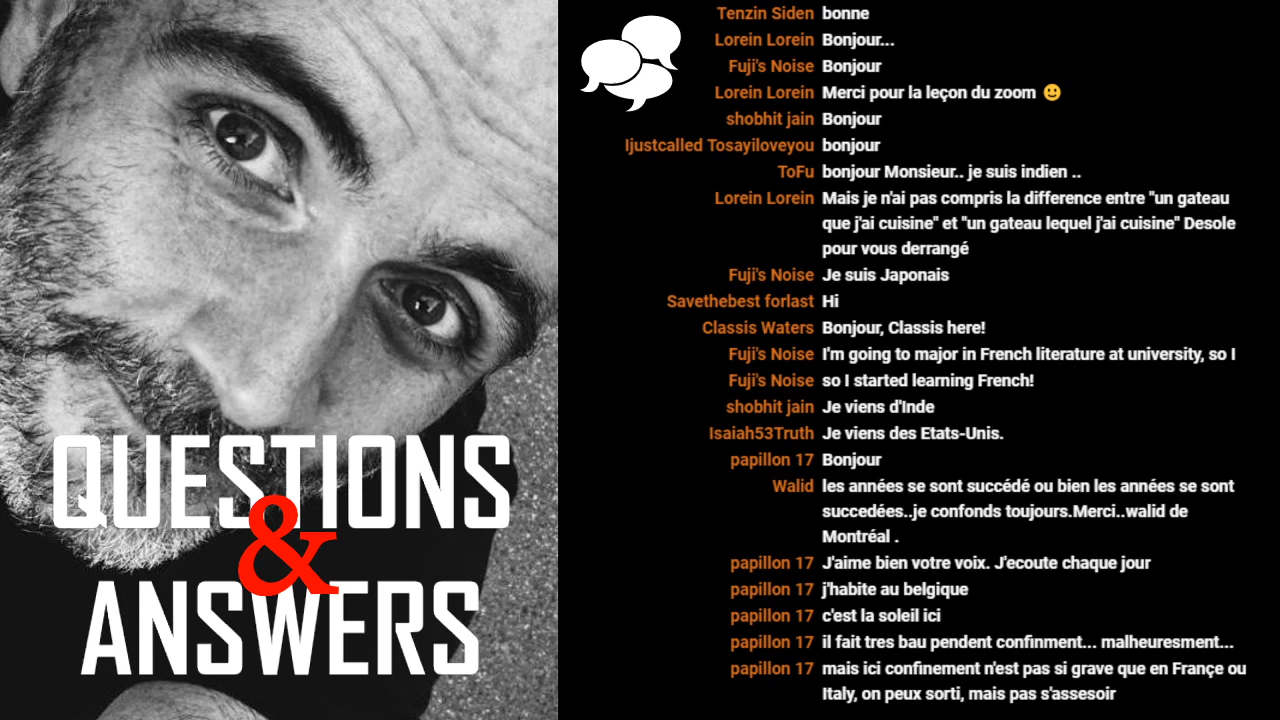 QUESTIONS
&
ANSWERS
Tenzin Siden bonne
Lorein Lorein Bonjour...
Fuji's Noise Bonjour
Lorein Lorein Merci pour la leçon du zoom 🙂
shobhit jain Bonjour
Ijustcalled Tosayiloveyou bonjour
ToFu bonjour Monsieur.. je suis indien ..
Lorein Lorein Mais je n'ai pas compris la difference entre "un gateau
que j'ai cuisine" et "un gateau lequel j'ai cuisine" Desole
pour vous derrangé
Fuji's Noise Je suis Japonais
Savethebest forlast Hi
Classis Waters Bonjour, Classis here!
Fuji's Noise I'm going to major in French literature at university, so I
Fuji's Noise so I started learning French!
shobhit jain Je viens d'Inde
Isaiah53Truth Je viens des Etats-Unis.
papillon 17 Bonjour
Walid les années se sont succédé ou bien les années se sont
succedées..je confonds toujours.Merci..walid de
Montréal .
papillon 17 J'aime bien votre voix. J'ecoute chaque jour
papillon 17 j'habite au belgique
papillon 17 c'est la soleil ici
papillon 17 il fait tres bau pendent confinment... malheuresment...
papillon 17 mais ici confinement n'est pas si grave que en Françe ou
Italy, on peux sorti, mais pas s'assesoir